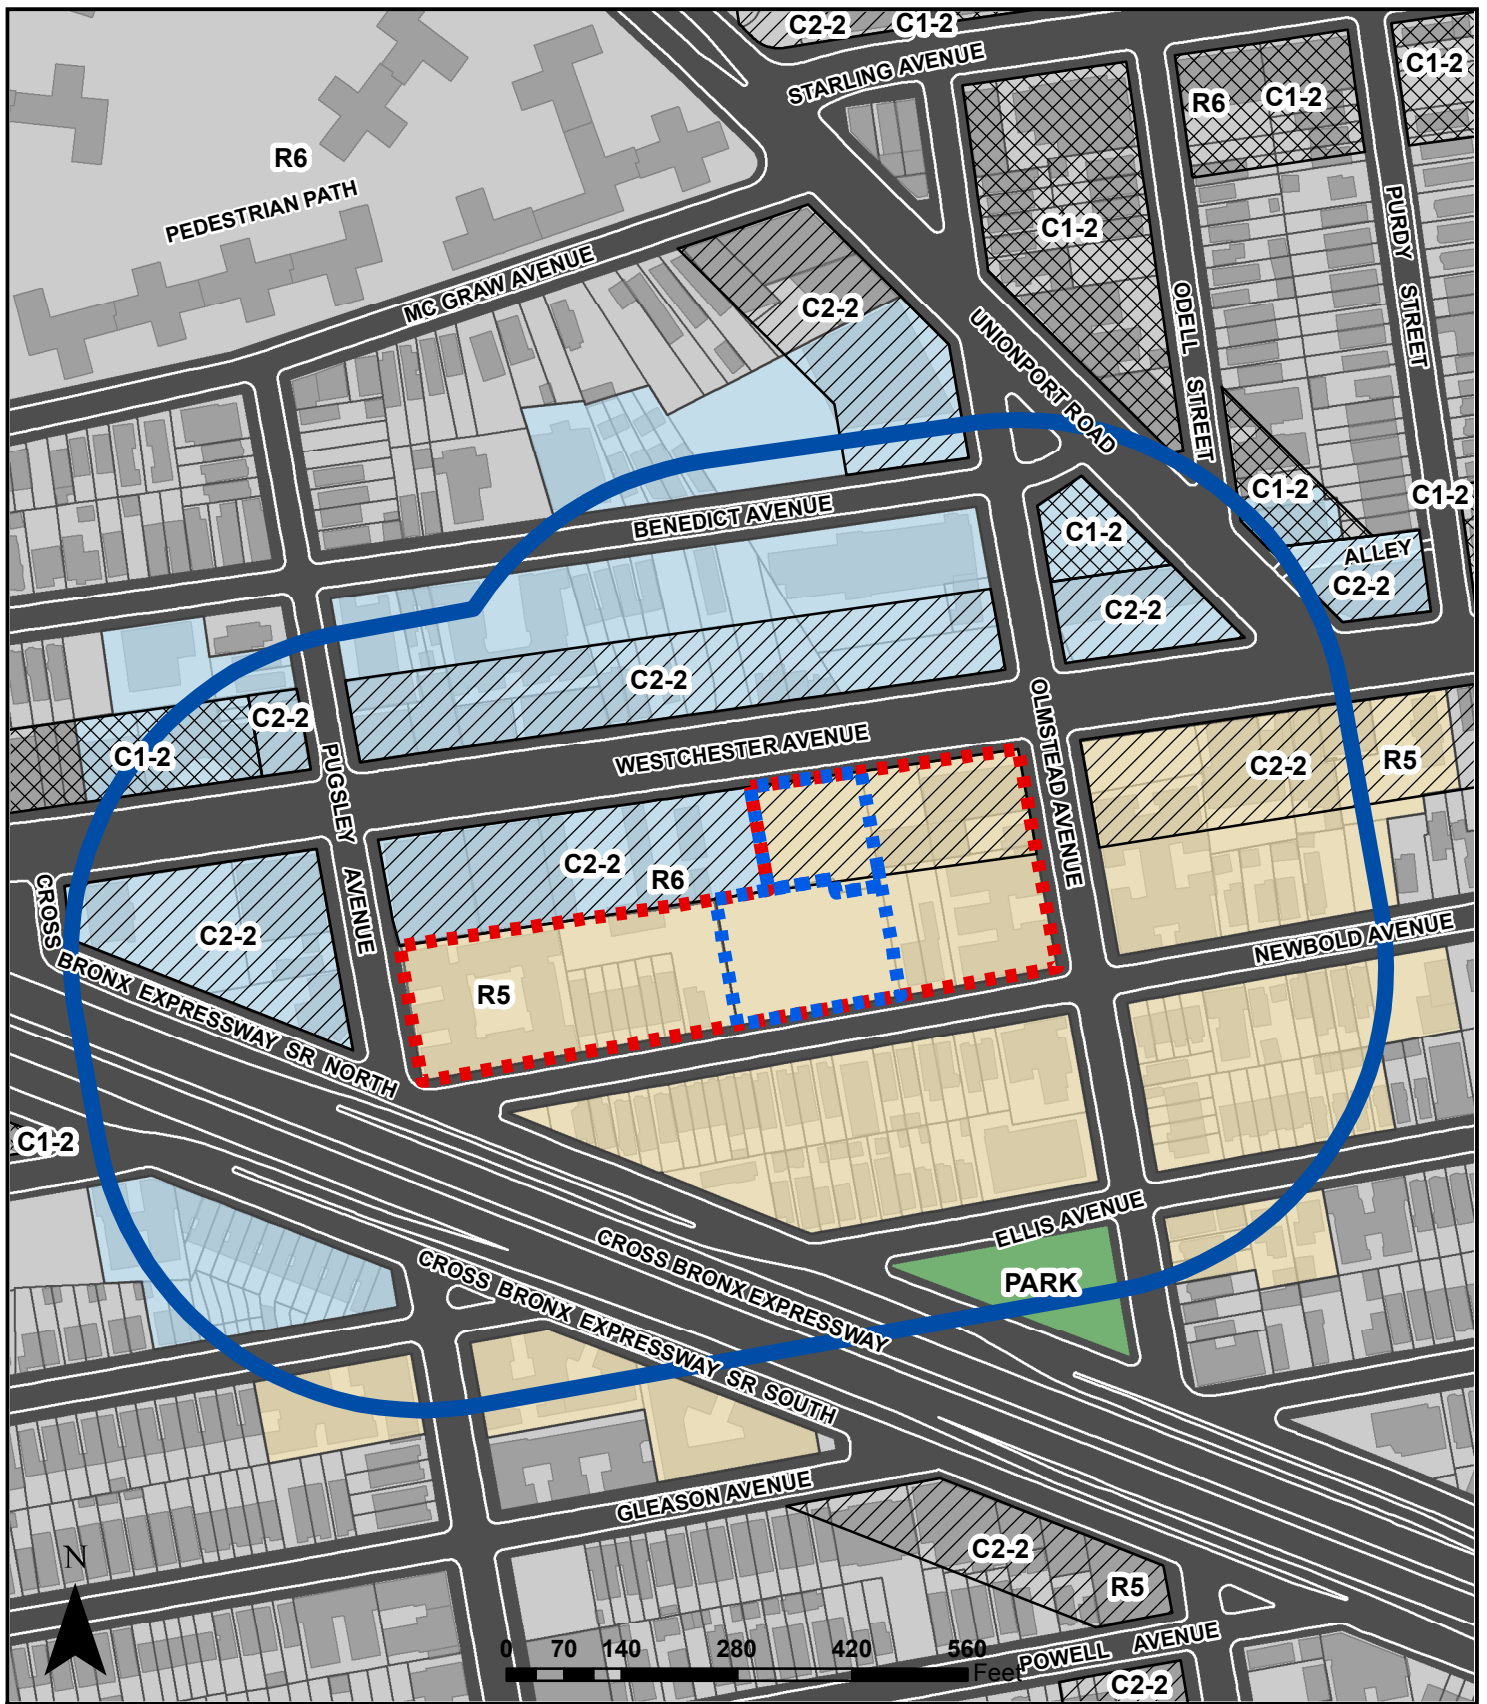 C2-2
C1-2
STARLING AVENUE
C1-2
R6
C1-2
R6
PEDESTRIAN PATH
C1-2
PURDY STREET
MC GRAW AVENUE
C2-2
UNIONPORT ROAD
ODELL STREET
C1-2
C1-2
BENEDICT AVENUE
C1-2
ALLEY
C2-2
C2-2
C2-2
C2-2
C1-2
OLMSTEAD AVENUE
WESTCHESTER AVENUE
PUGSLEY AVENUE
C2-2
R5
C2-2
R6
C2-2
NEWBOLD AVENUE
CROSS BRONX EXPRESSWAY SR NORTH
R5
C1-2
ELLIS AVENUE
CROSS BRONX EXPRESSWAY
PARK
CROSS BRONX EXPRESSWAY SR SOUTH
GLEASON AVENUE
C2-2
R5
N
0 70 140 280 420 560
Feet
POWELL AVENUE
C2-2